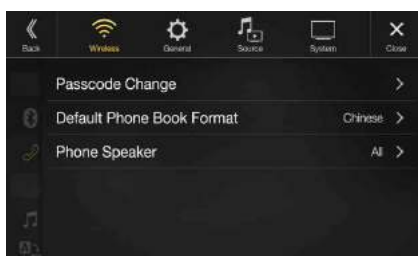 Back
Wireless
General
Source
System
Close
Passcode Change
Default Phone Book Format Chinese
Phone Speaker All